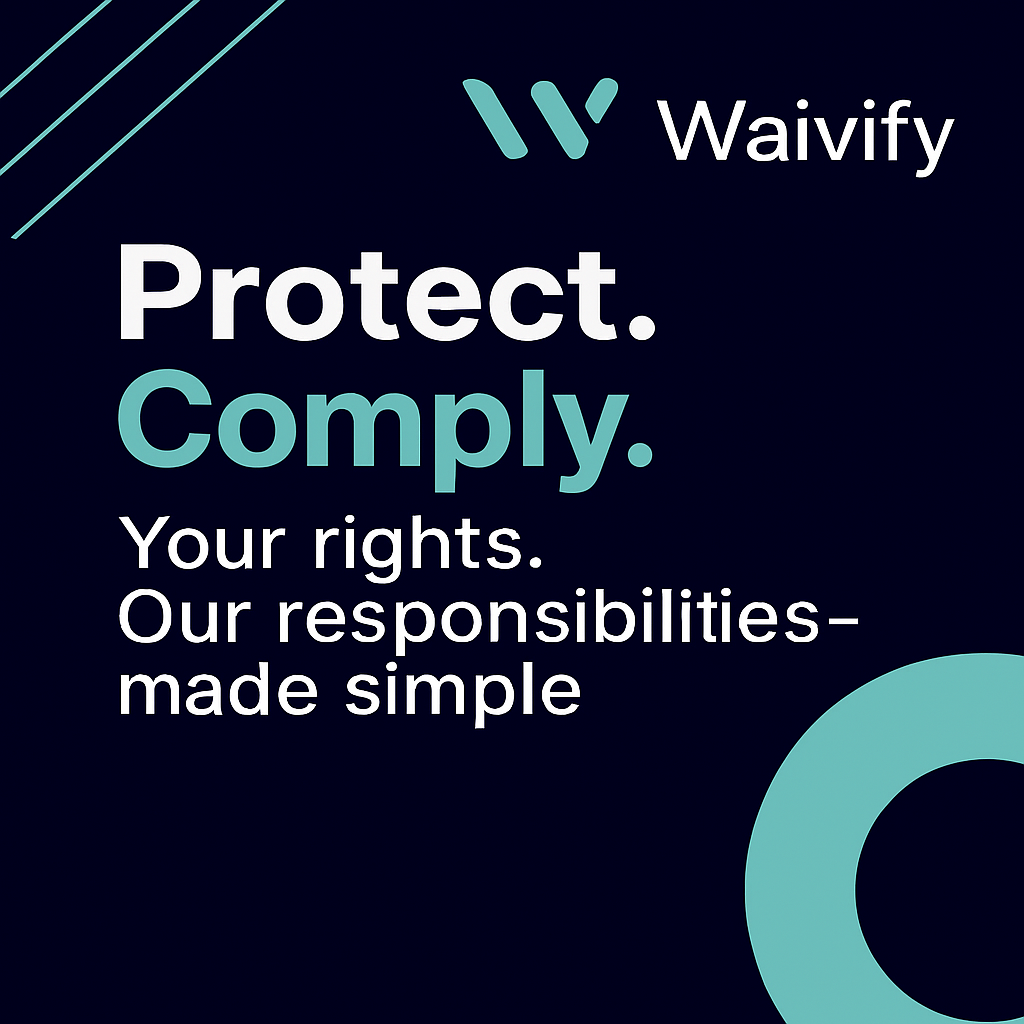 Waivify
Protect.
Comply.
Your rights.
Our responsibilities–
made simple